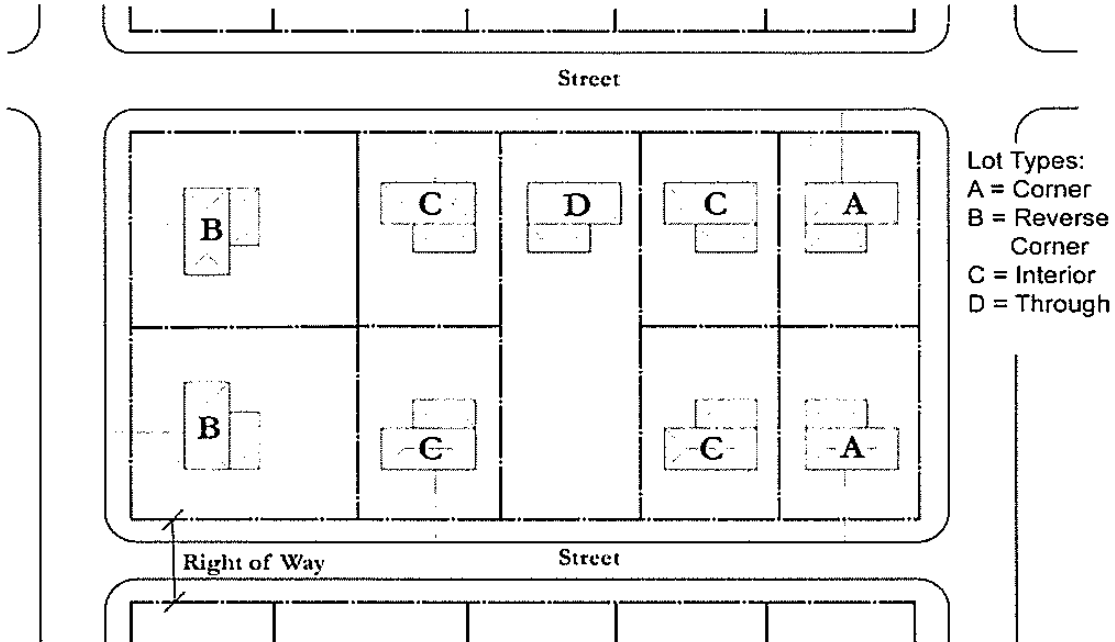 Street
Lot Types:
A = Corner
B = Reverse
Corner
C = Interior
D = Through
B
C
D
C
A
B
C
C
A
Right of Way
Street